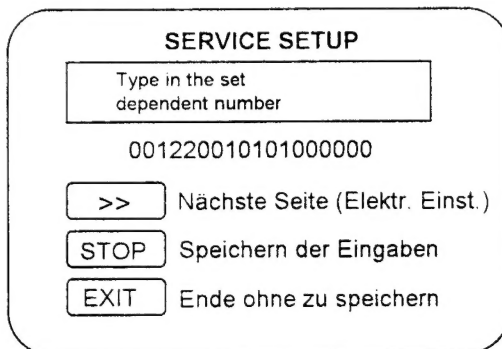 SERVICE SETUP
Type in the set
dependent number
001220010101000000
>> Nächste Seite (Elektr. Einst.)
STOP Speichern der Eingaben
EXIT Ende ohne zu speichern